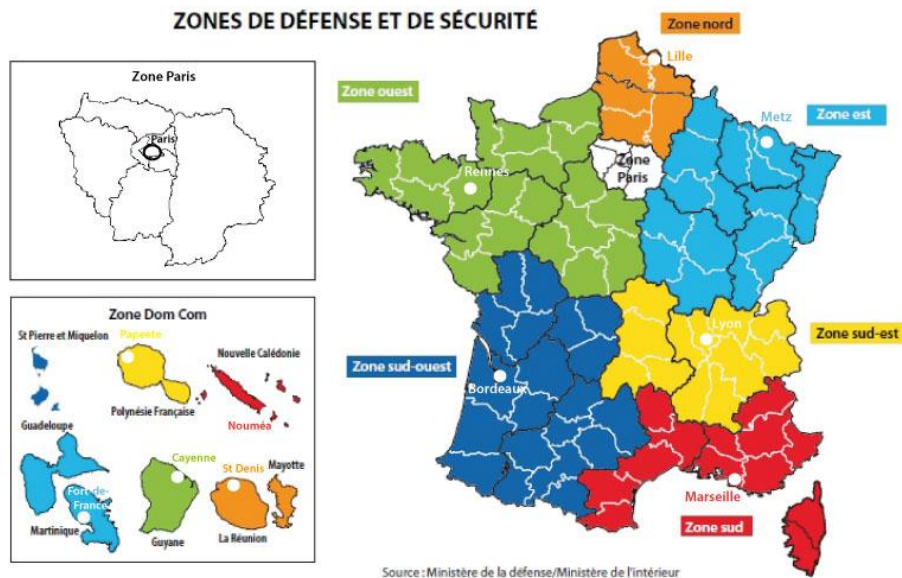 ZONES DE DÉFENSE ET DE SÉCURITÉ
Zone Paris
Paris
Zone nord
Lille
Zone ouest
Rennes
Zone
Paris
Metz
Zone est
Zone Dom Com
St Pierre et Miquelon
Papeete
Nouvelle Calédonie
Polynésie Française
Nouméa
Guadeloupe
Fort-de-
France
Martinique
Cayenne
Guyane
St Denis
Mayotte
La Réunion
Zone sud-ouest
Bordeaux
Lyon
Zone sud-est
Marseille
Zone sud
Source : Ministère de la défense/Ministère de l'intérieur